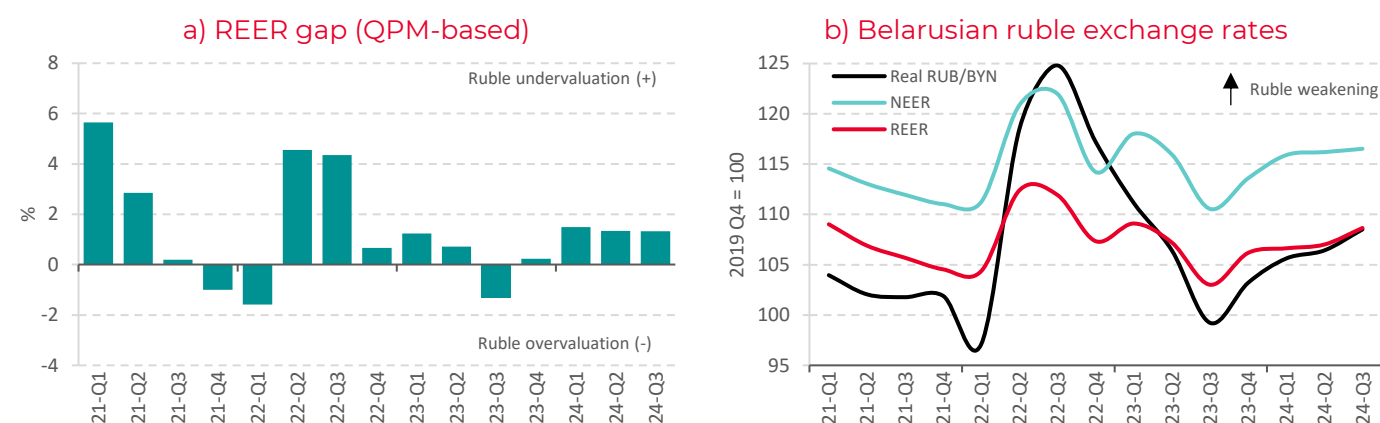 a) REER gap (QPM-based)
8
6
4
2
0
-2
-4
%
Ruble undervaluation (+)
Ruble overvaluation (-)
21-Q1
21-Q2
21-Q3
21-Q4
22-Q1
22-Q2
22-Q3
22-Q4
23-Q1
23-Q2
23-Q3
23-Q4
24-Q1
24-Q2
24-Q3
b) Belarusian ruble exchange rates
125
120
115
110
105
100
95
2019 Q4 = 100
Real RUB/BYN
NEER
REER
Ruble weakening
21-Q1
21-Q2
21-Q3
21-Q4
22-Q1
22-Q2
22-Q3
22-Q4
23-Q1
23-Q2
23-Q3
23-Q4
24-Q1
24-Q2
24-Q3